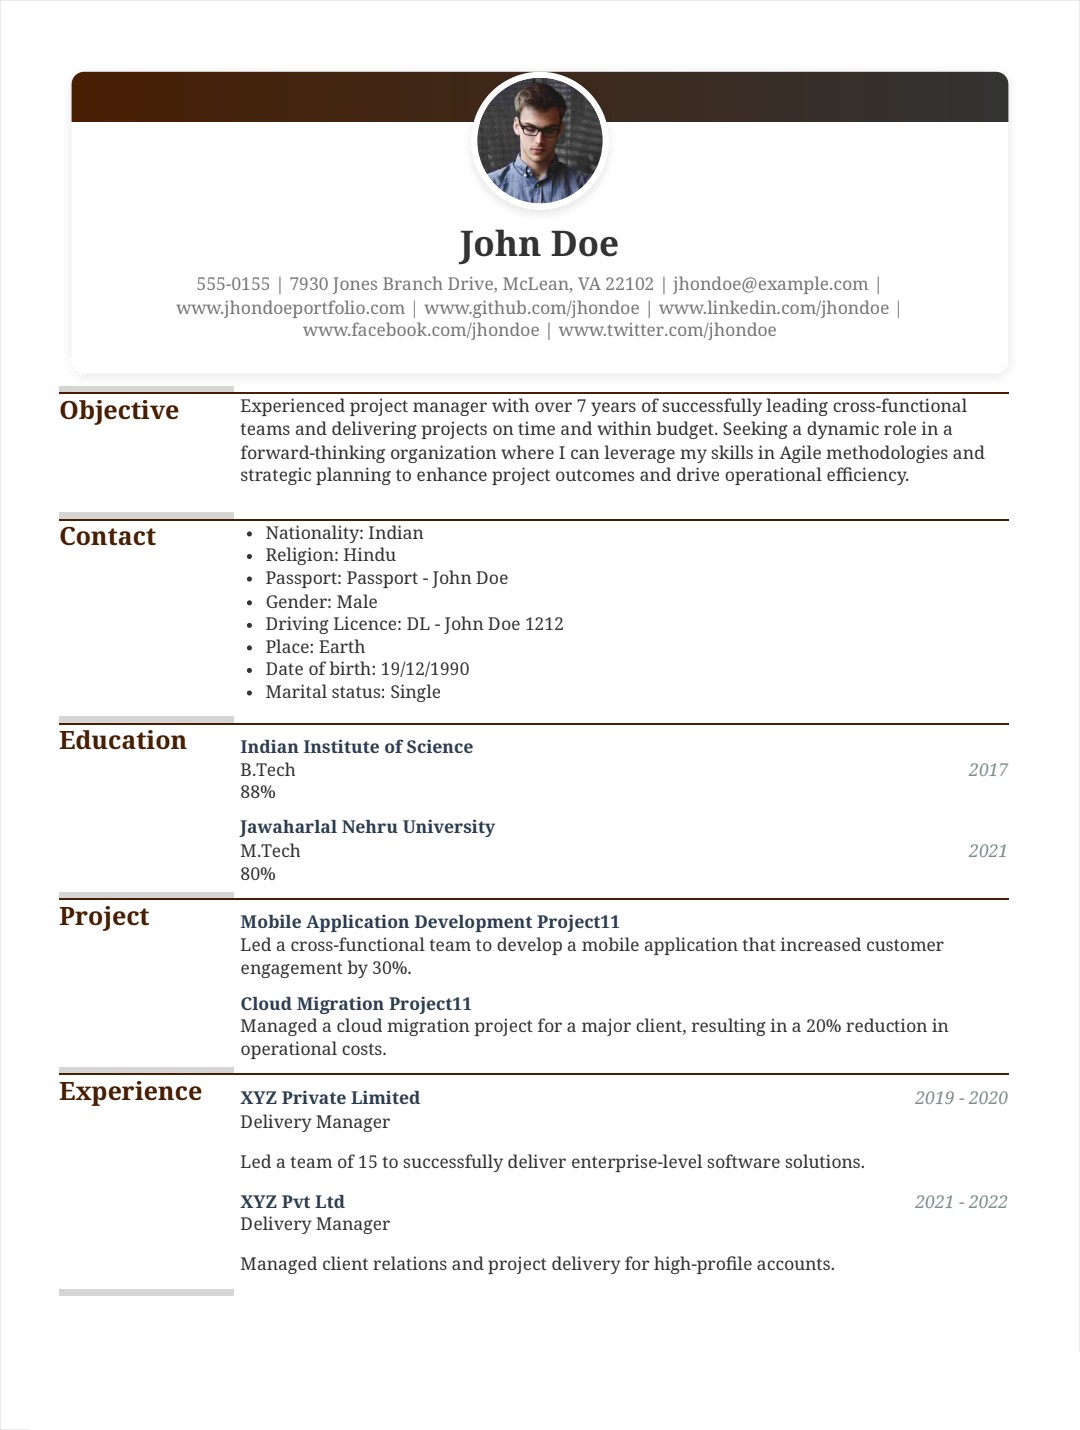 John Doe
555-0155 | 7930 Jones Branch Drive, McLean, VA 22102 | jhondoe@example.com |
www.jhondoeportfolio.com | www.github.com/jhondoe | www.linkedin.com/jhondoe |
www.facebook.com/jhondoe | www.twitter.com/jhondoe
Objective
Experienced project manager with over 7 years of successfully leading cross-functional
teams and delivering projects on time and within budget. Seeking a dynamic role in a
forward-thinking organization where I can leverage my skills in Agile methodologies and
strategic planning to enhance project outcomes and drive operational efficiency.
Contact
• Nationality: Indian
• Religion: Hindu
• Passport: Passport - John Doe
• Gender: Male
• Driving Licence: DL - John Doe 1212
• Place: Earth
• Date of birth: 19/12/1990
• Marital status: Single
Education
Indian Institute of Science
B.Tech 2017
88%
Jawaharlal Nehru University
M.Tech 2021
80%
Project
Mobile Application Development Project11
Led a cross-functional team to develop a mobile application that increased customer
engagement by 30%.
Cloud Migration Project11
Managed a cloud migration project for a major client, resulting in a 20% reduction in
operational costs.
Experience
XYZ Private Limited 2019 - 2020
Delivery Manager
Led a team of 15 to successfully deliver enterprise-level software solutions.
XYZ Pvt Ltd 2021 - 2022
Delivery Manager
Managed client relations and project delivery for high-profile accounts.